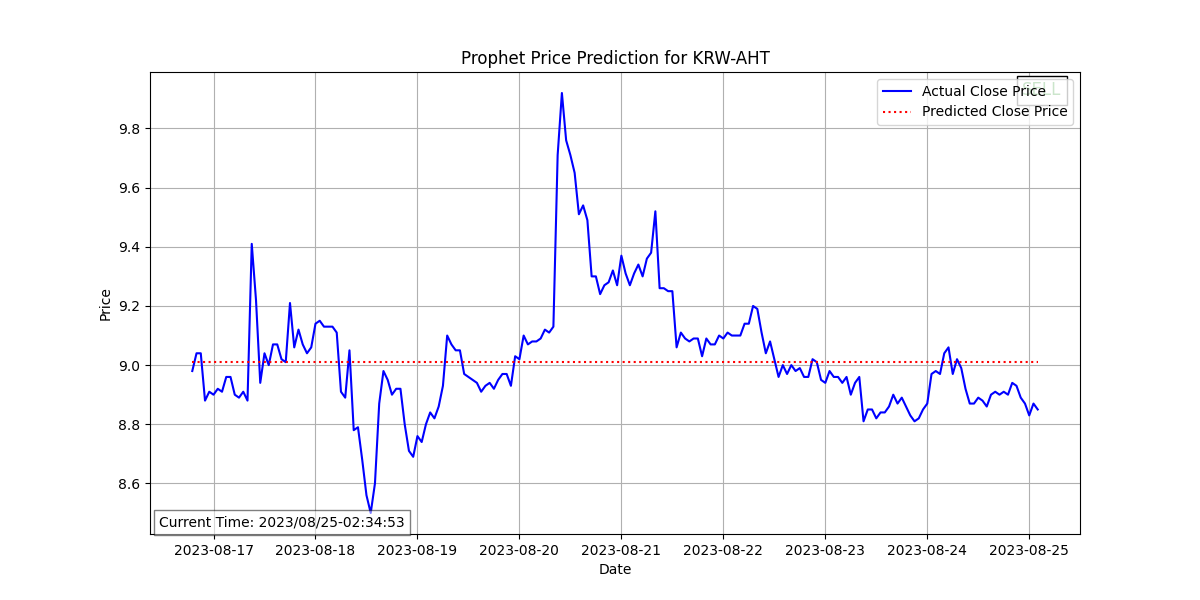 Prophet Price Prediction for KRW-AHT
SELL
Actual Close Price
Predicted Close Price
Price
9.8
9.6
9.4
9.2
9.0
8.8
8.6
Current Time: 2023/08/25-02:34:53
2023-08-17 2023-08-18 2023-08-19 2023-08-20 2023-08-21 2023-08-22 2023-08-23 2023-08-24 2023-08-25
Date